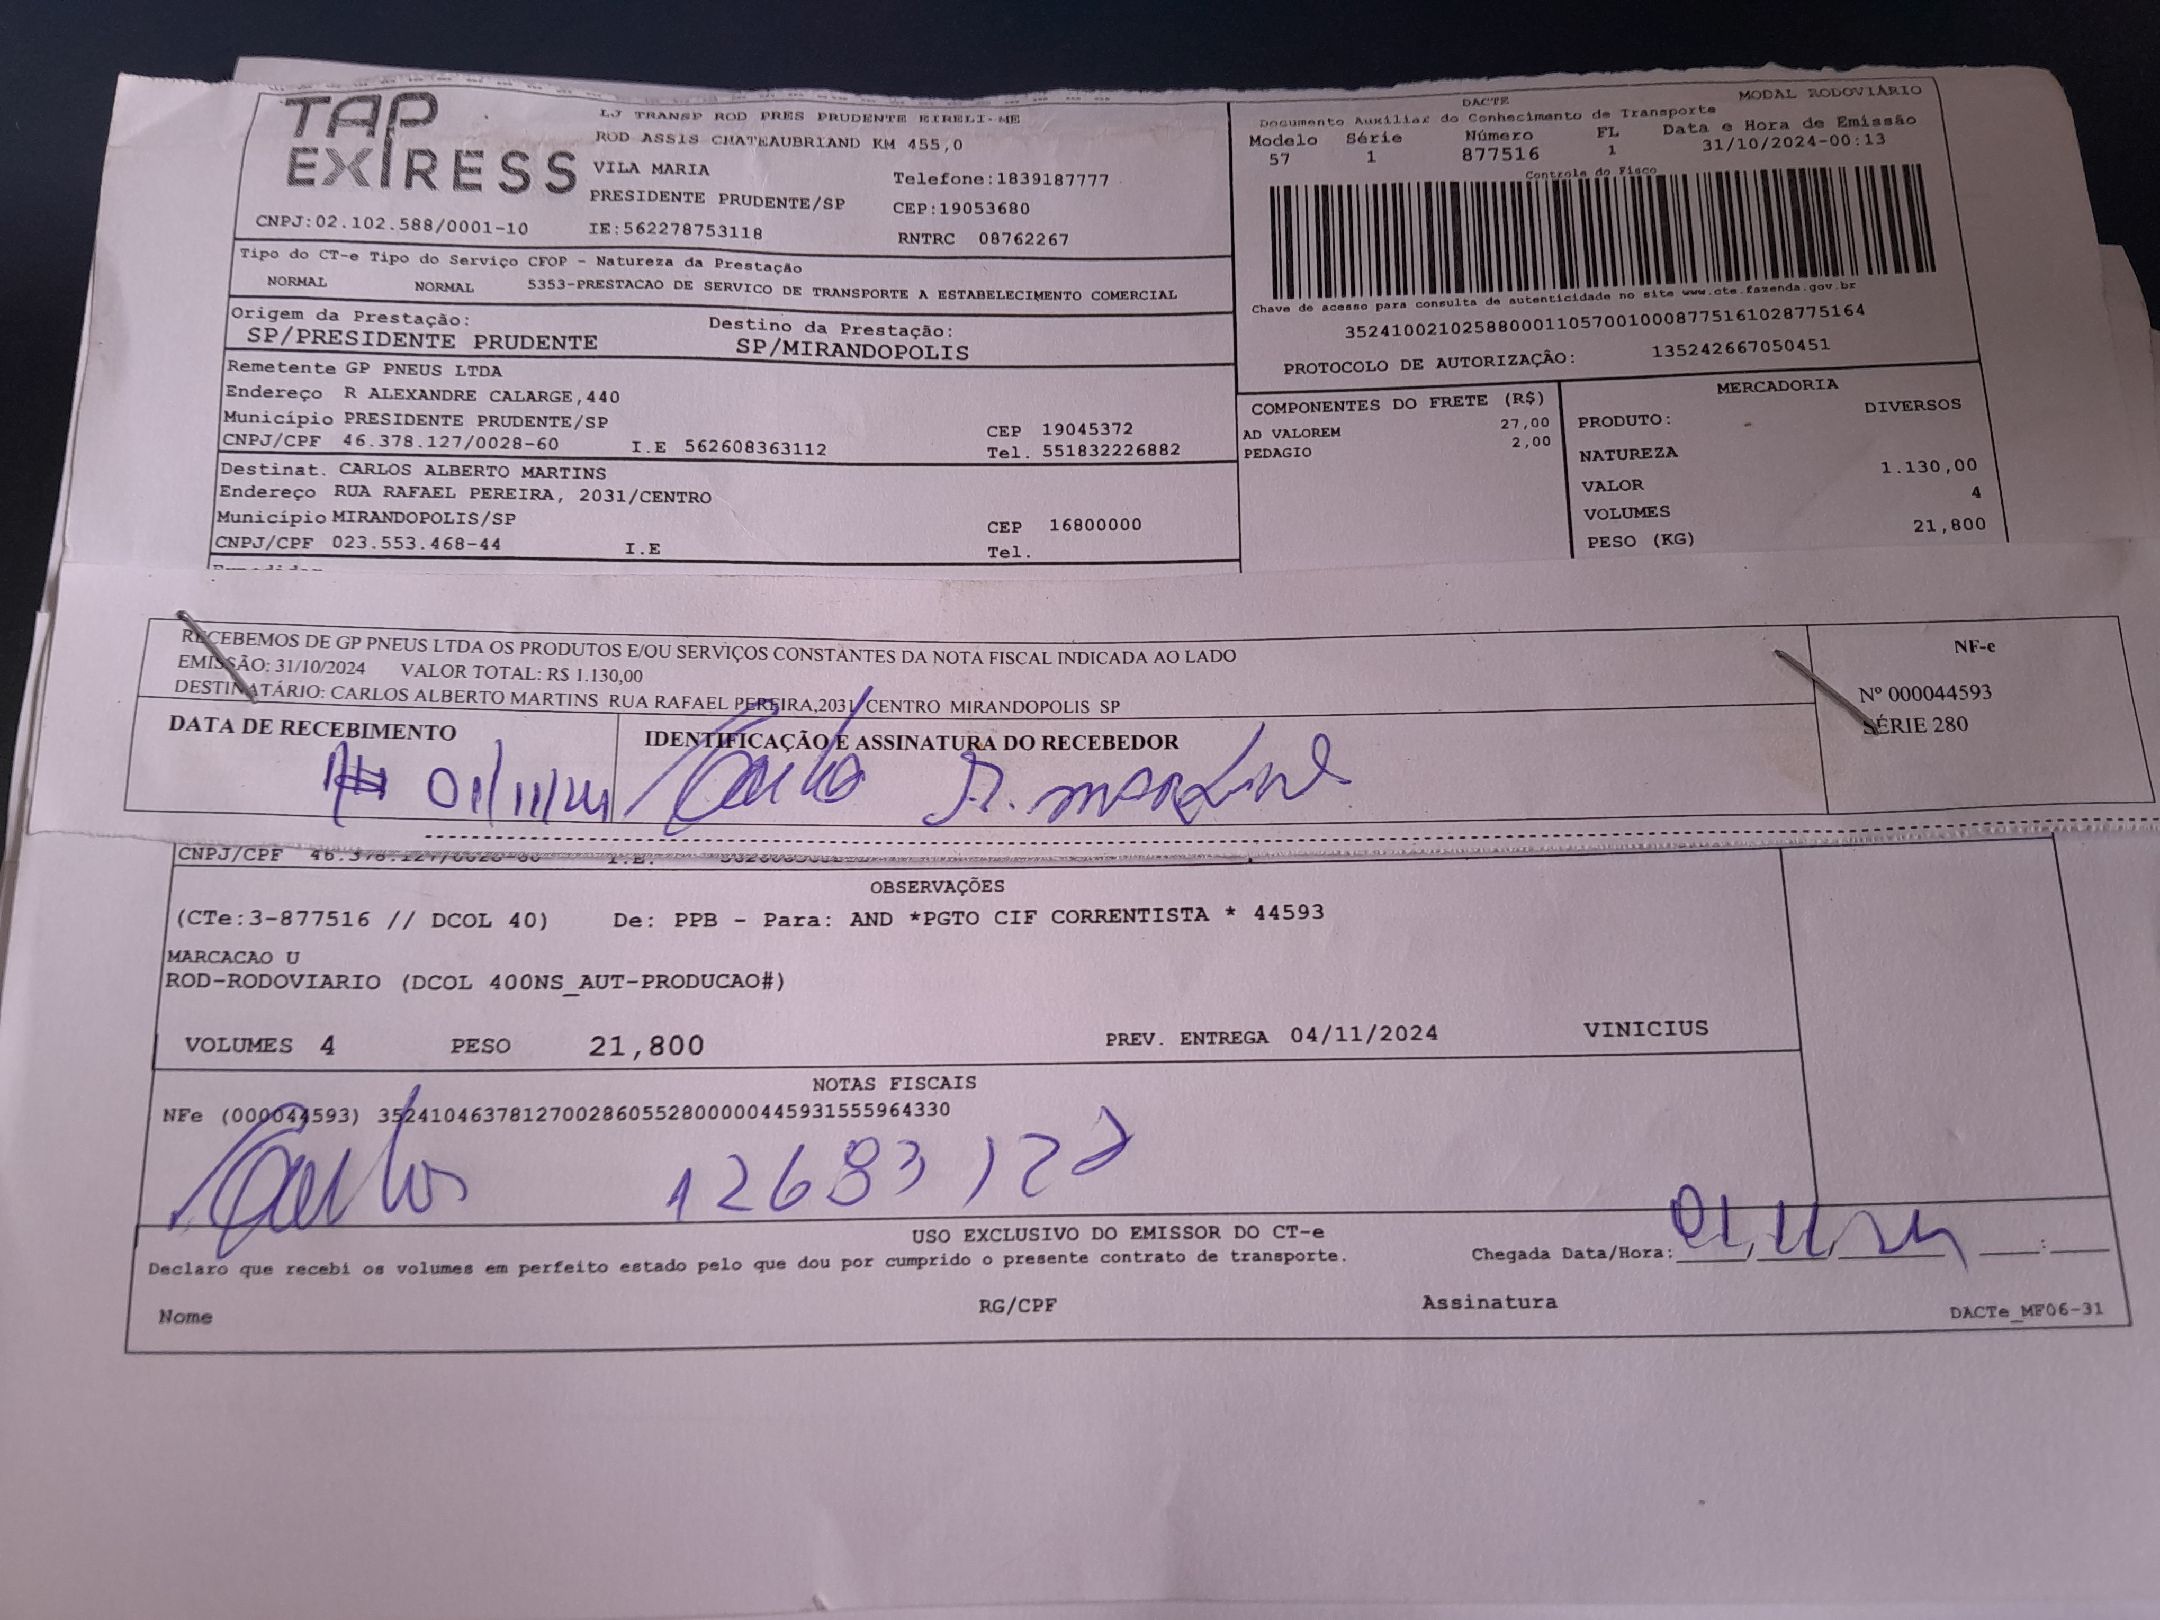 TAP EXPRESS
LJ TRANSP ROD PRES PRUDENTE EIRELI-ME
ROD ASSIS CHATEAUBRIAND KM 455,0
VILA MARIA
Telefone:1839187777
PRESIDENTE PRUDENTE/SP
CEP:19053680
CNPJ:02.102.588/0001-10
IE:562278753118
RNTRC 08762267
DACTE
MODAL RODOVIÁRIO
Documento Auxiliar do Conhecimento de Transporte
Modelo Série Número FL Data e Hora de Emissão
57 1 877516 1 31/10/2024-00:13
Controle do Fisco
Chave de acesso para consulta de autenticidade no site www.cte.fazenda.gov.br
35241002102588000110570010008775161028775164
PROTOCOLO DE AUTORIZAÇÃO: 135242667050451
Tipo do CT-e Tipo do Serviço CFOP - Natureza da Prestação
NORMAL NORMAL 5353-PRESTACAO DE SERVICO DE TRANSPORTE A ESTABELECIMENTO COMERCIAL
Origem da Prestação: Destino da Prestação:
SP/PRESIDENTE PRUDENTE SP/MIRANDOPOLIS
Remetente GP PNEUS LTDA
Endereço R ALEXANDRE CALARGE,440
Município PRESIDENTE PRUDENTE/SP CEP 19045372
CNPJ/CPF 46.378.127/0028-60 I.E 562608363112 Tel. 551832226882
Destinat. CARLOS ALBERTO MARTINS
Endereço RUA RAFAEL PEREIRA, 2031/CENTRO
Município MIRANDOPOLIS/SP CEP 16800000
CNPJ/CPF 023.553.468-44 I.E Tel.
COMPONENTES DO FRETE (R$)
AD VALOREM 27,00
PEDAGIO 2,00
MERCADORIA
PRODUTO: DIVERSOS
NATUREZA
VALOR 1.130,00
VOLUMES 4
PESO (KG) 21,800
RECEBEMOS DE GP PNEUS LTDA OS PRODUTOS E/OU SERVIÇOS CONSTANTES DA NOTA FISCAL INDICADA AO LADO
EMISSÃO: 31/10/2024 VALOR TOTAL: R$ 1.130,00
DESTINATÁRIO: CARLOS ALBERTO MARTINS RUA RAFAEL PEREIRA,2031 CENTRO MIRANDOPOLIS SP
DATA DE RECEBIMENTO
IDENTIFICAÇÃO E ASSINATURA DO RECEBEDOR
01/11/24 Carlos A. Martins
NF-e
Nº 000044593
SÉRIE 280
CNPJ/CPF 46.378.127/0028-60 I.E.
OBSERVAÇÕES
(CTe:3-877516 // DCOL 40) De: PPB - Para: AND *PGTO CIF CORRENTISTA * 44593
MARCACAO U
ROD-RODOVIARIO (DCOL 400NS_AUT-PRODUCAO#)
VOLUMES 4 PESO 21,800 PREV. ENTREGA 04/11/2024 VINICIUS
NOTAS FISCAIS
NFe (000044593) 35241046378127002860552800000445931555964330
Carlos 12683122
USO EXCLUSIVO DO EMISSOR DO CT-e
Declaro que recebi os volumes em perfeito estado pelo que dou por cumprido o presente contrato de transporte.
Chegada Data/Hora: 01/11/24
Nome RG/CPF Assinatura
DACTe_MF06-31